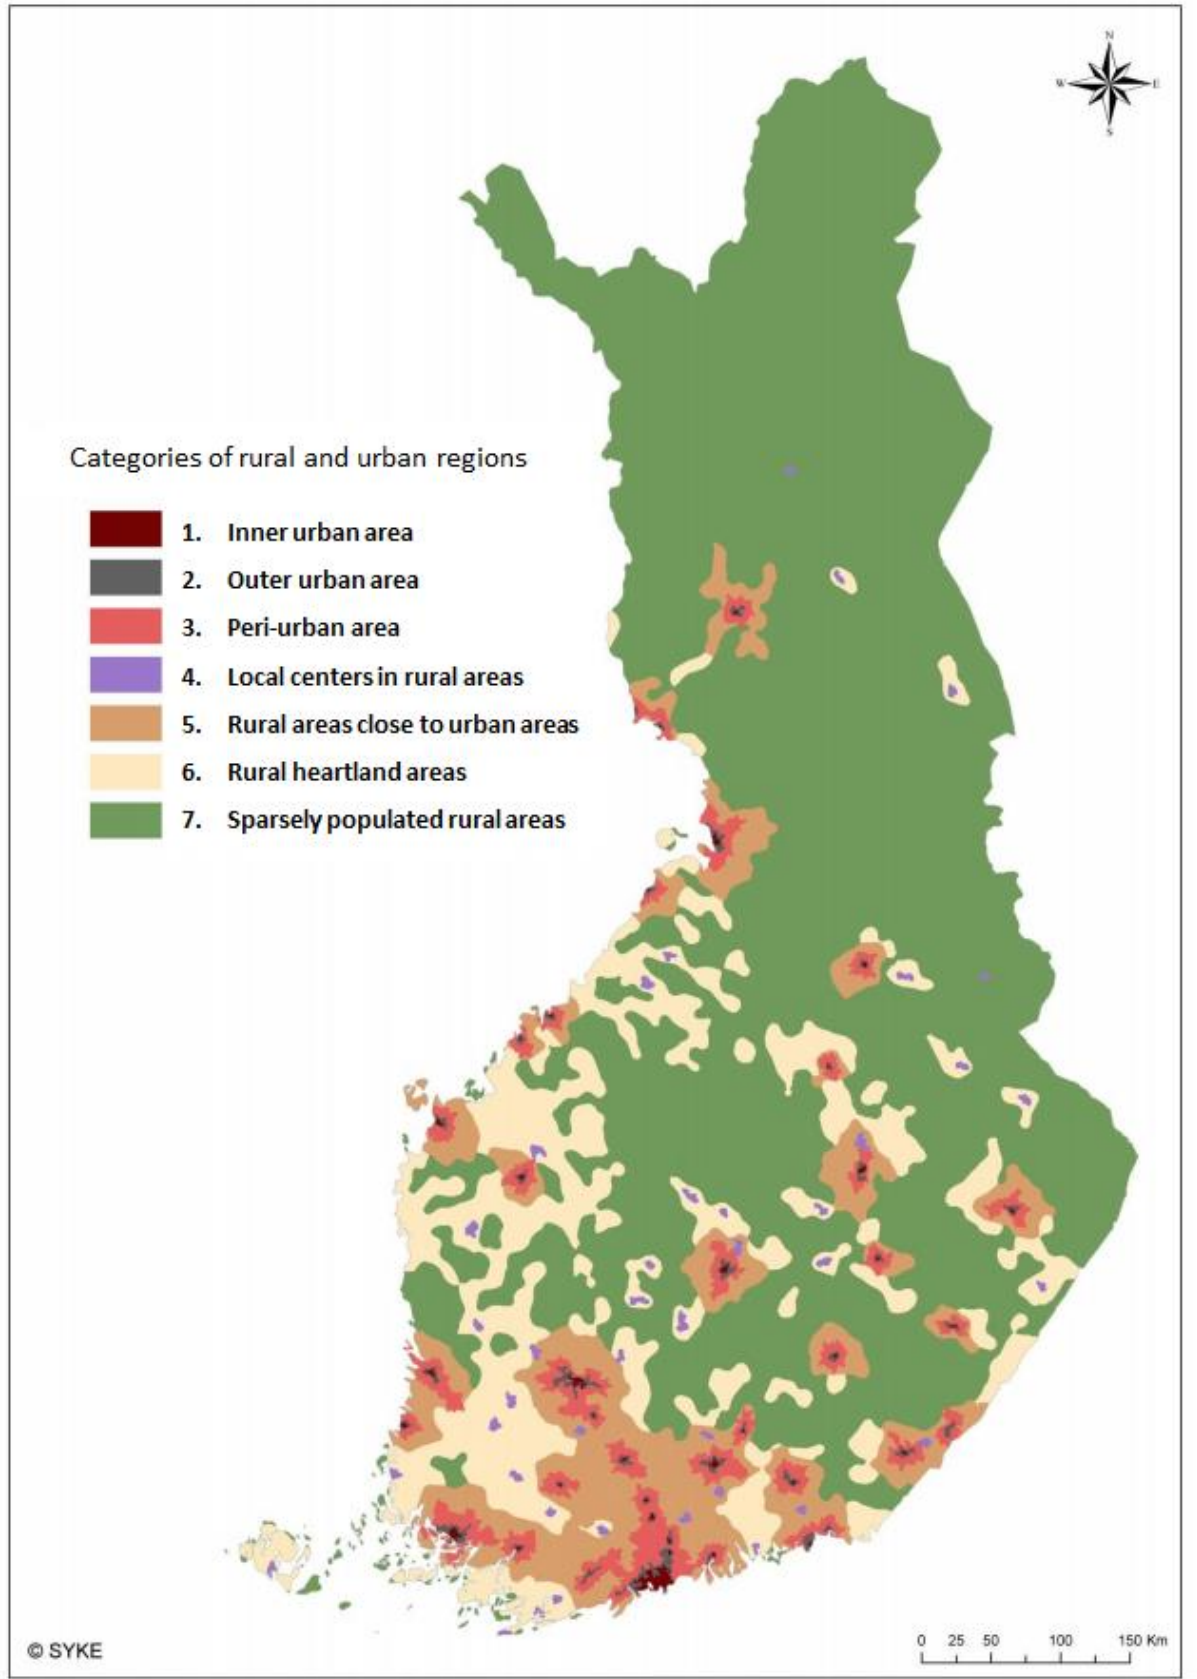 N
W E
S
Categories of rural and urban regions
1. Inner urban area
2. Outer urban area
3. Peri-urban area
4. Local centers in rural areas
5. Rural areas close to urban areas
6. Rural heartland areas
7. Sparsely populated rural areas
© SYKE
0 25 50 100 150 Km